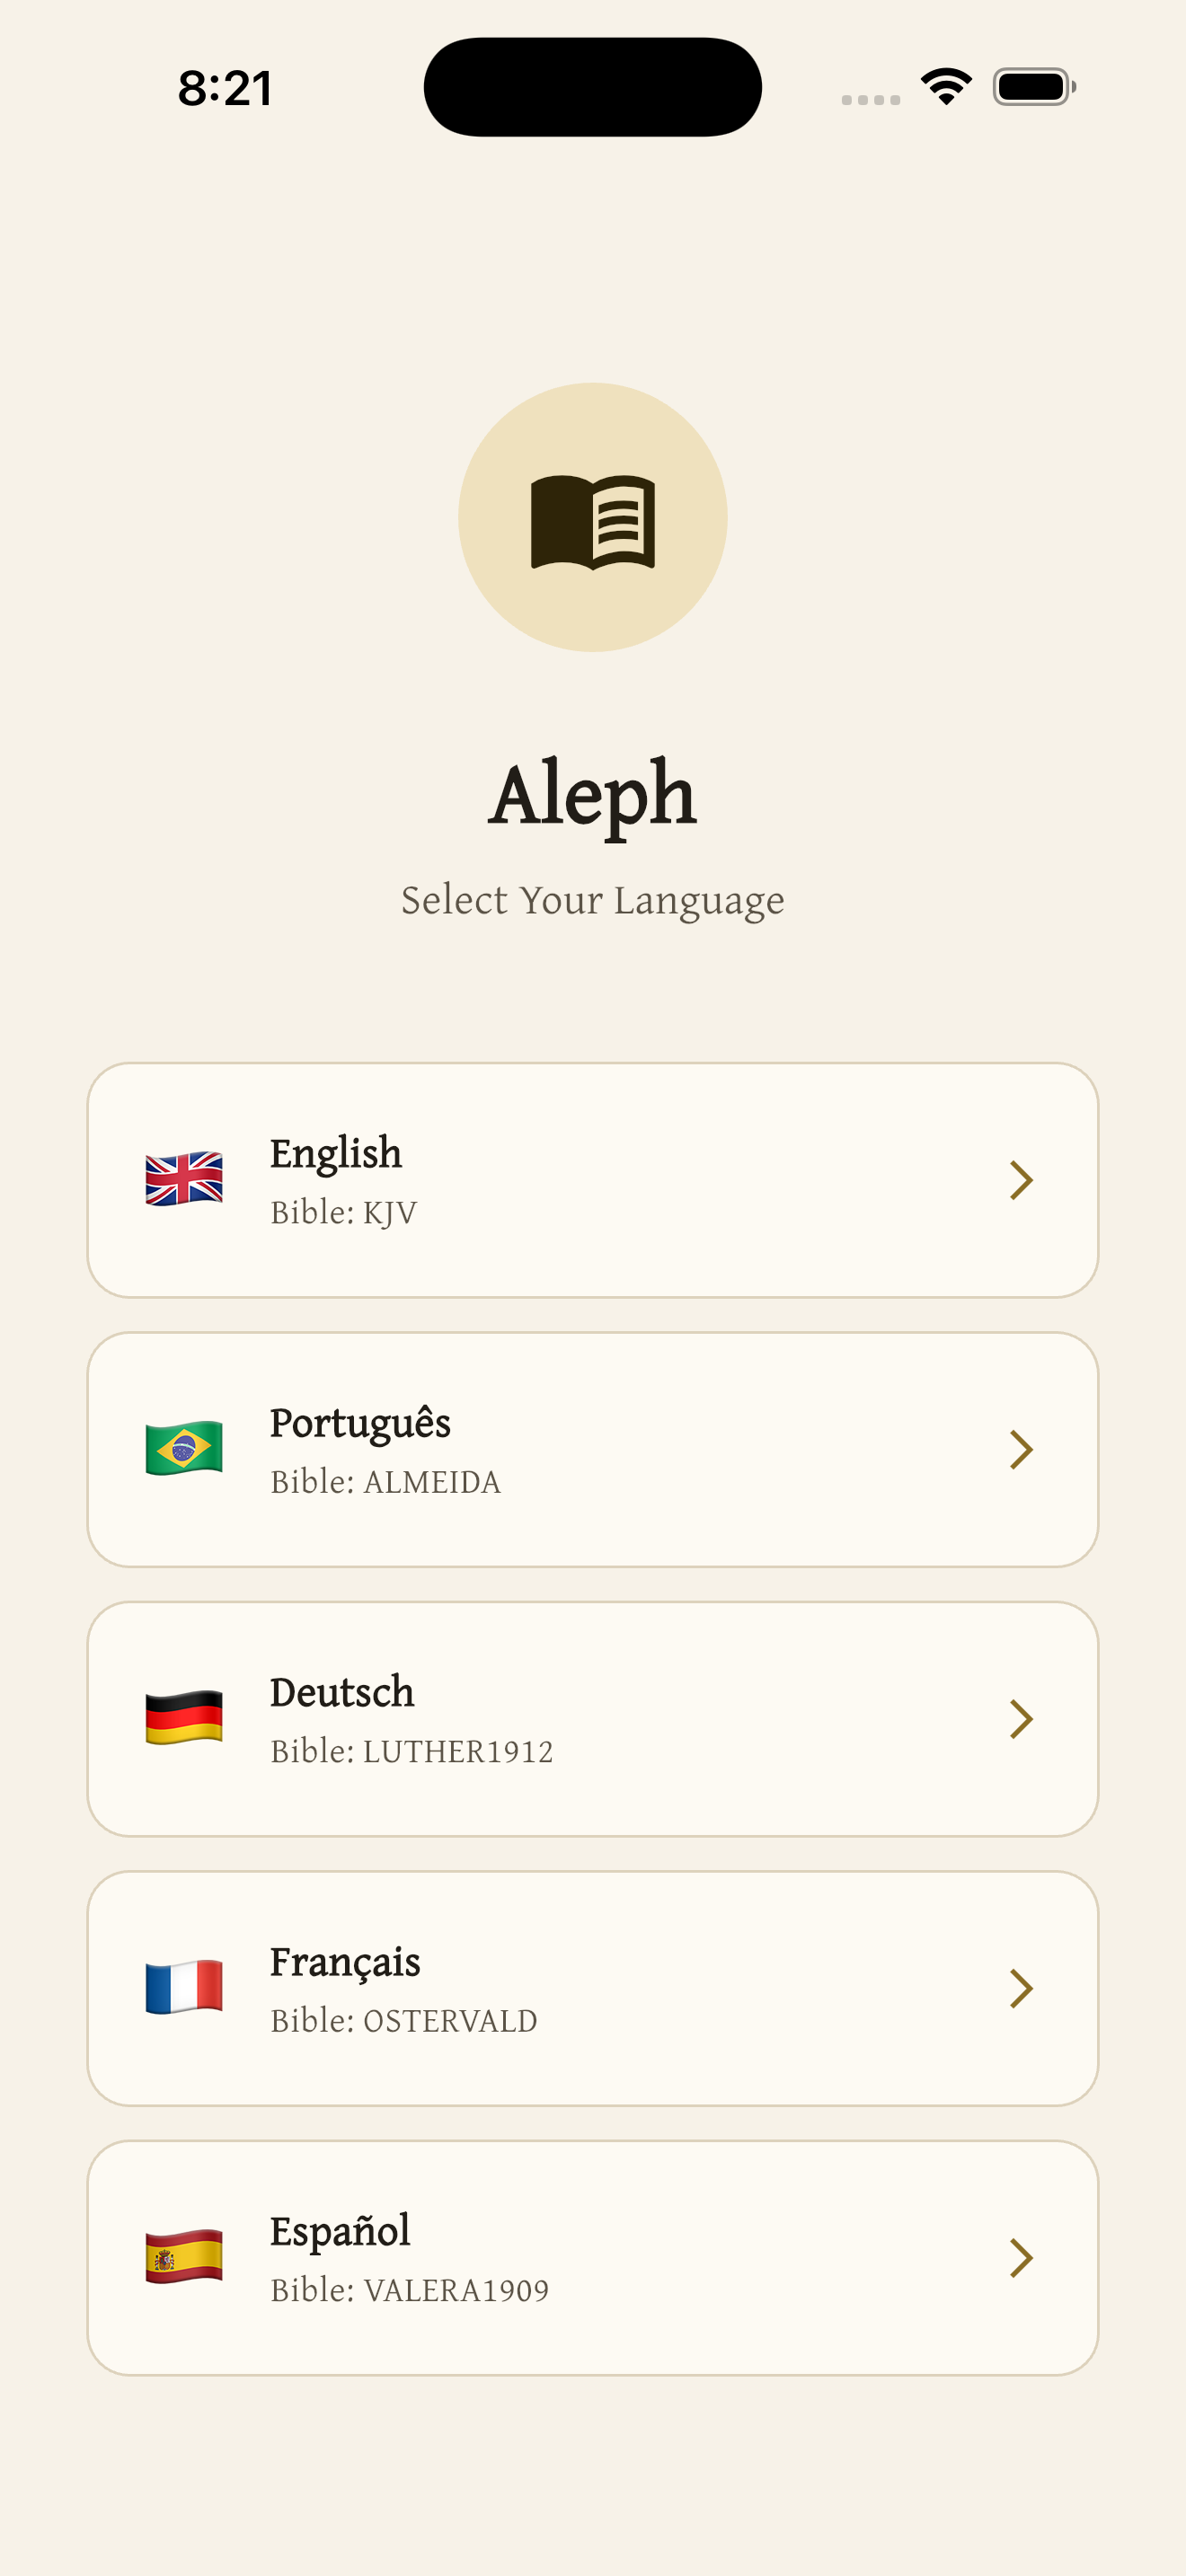 8:21
Aleph
Select Your Language
English
Bible: KJV
Português
Bible: ALMEIDA
Deutsch
Bible: LUTHER1912
Français
Bible: OSTERVALD
Español
Bible: VALERA1909